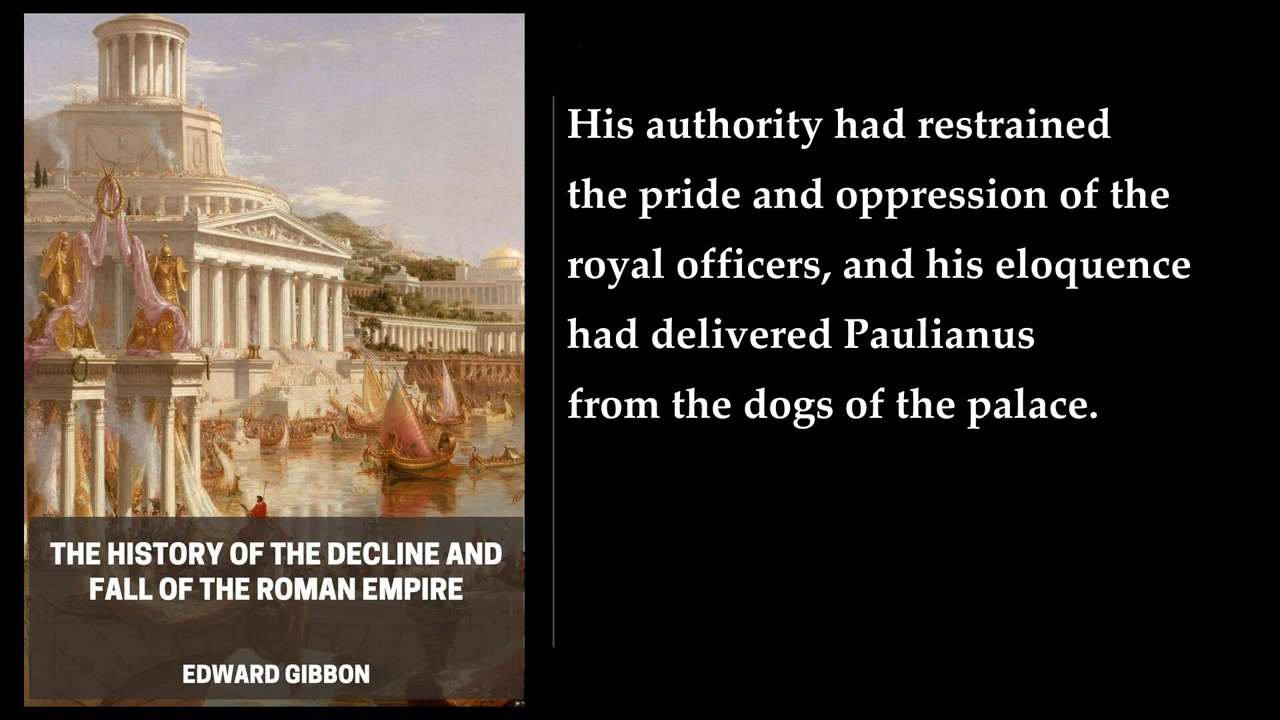 THE HISTORY OF THE DECLINE AND
FALL OF THE ROMAN EMPIRE
EDWARD GIBBON
His authority had restrained
the pride and oppression of the
royal officers, and his eloquence
had delivered Paulianus
from the dogs of the palace.